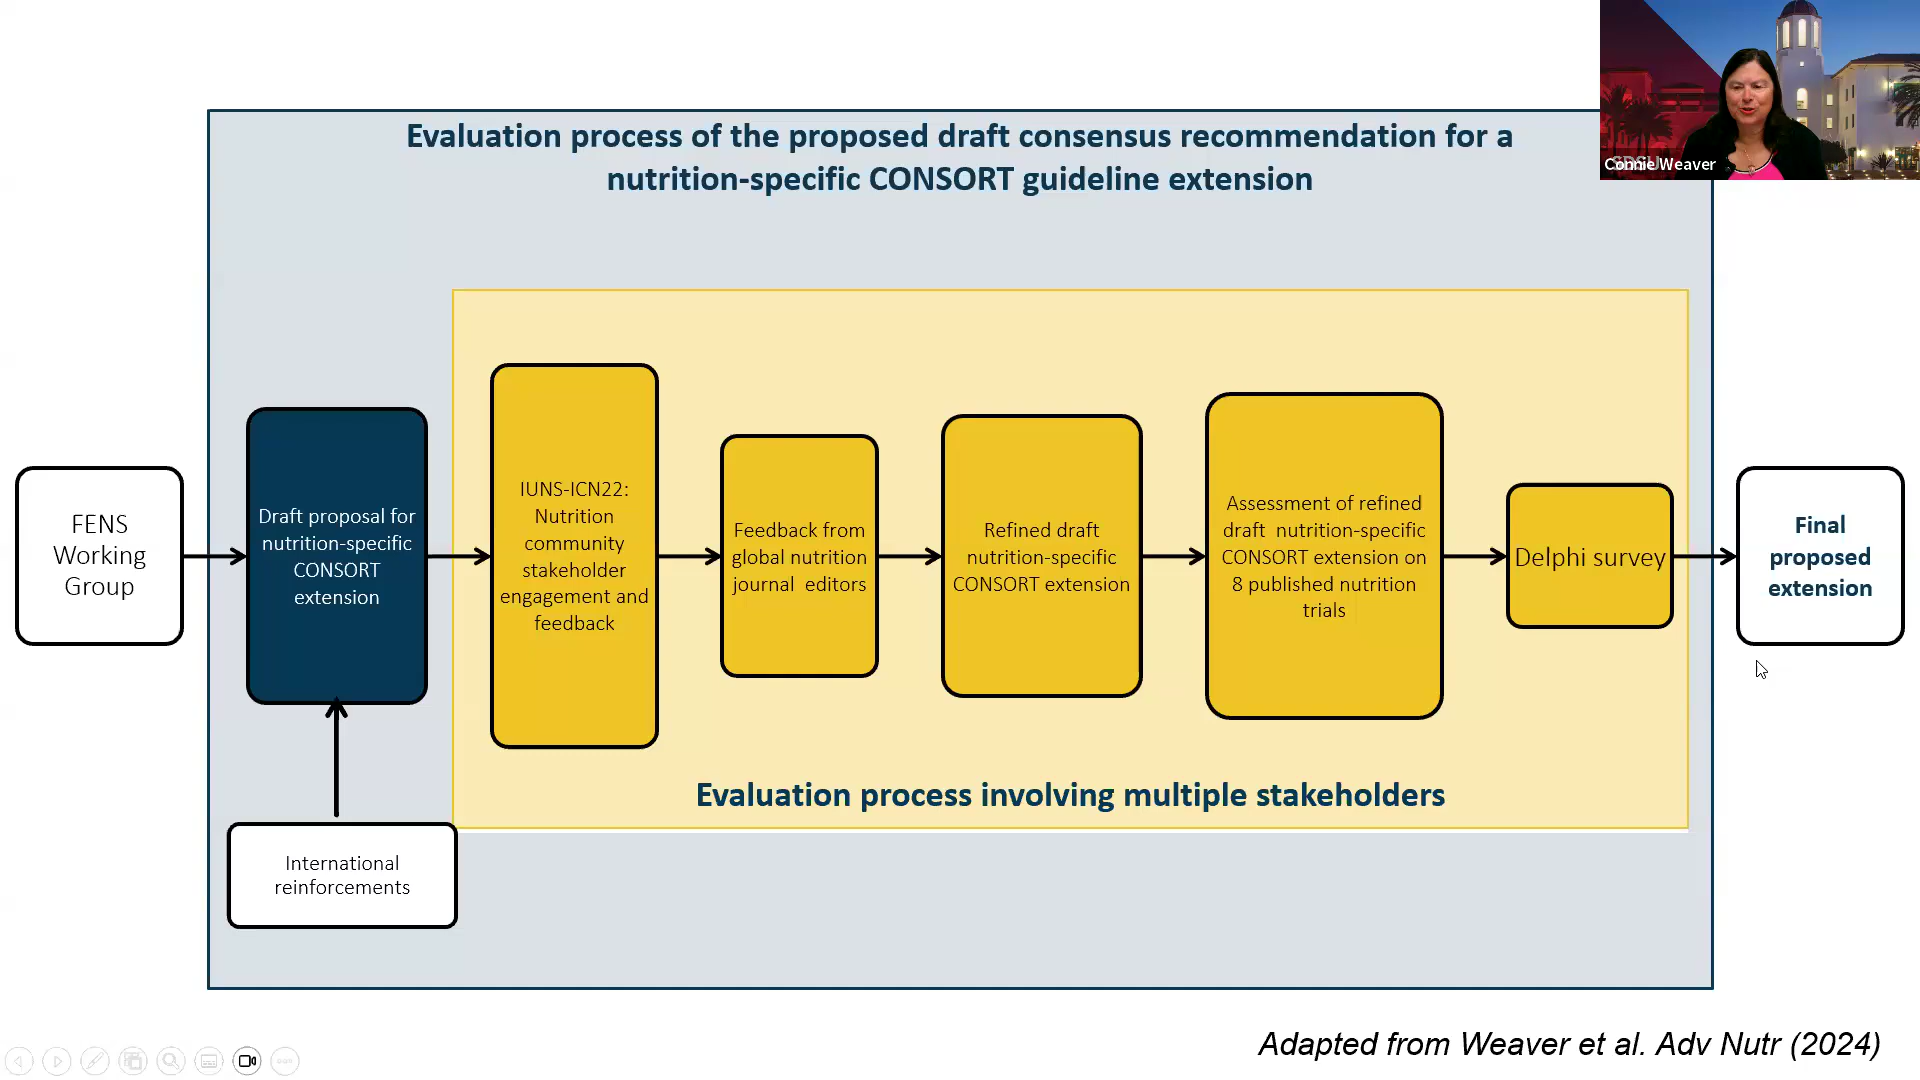 Evaluation process of the proposed draft consensus recommendation for a
nutrition-specific CONSORT guideline extension
Connie Weaver
FENS
Working
Group
Draft proposal for
nutrition-specific
CONSORT
extension
International
reinforcements
IUNS-ICN22:
Nutrition
community
stakeholder
engagement and
feedback
Feedback from
global nutrition
journal editors
Refined draft
nutrition-specific
CONSORT extension
Assessment of refined
draft nutrition-specific
CONSORT extension on
8 published nutrition
trials
Delphi survey
Final
proposed
extension
Evaluation process involving multiple stakeholders
Adapted from Weaver et al. Adv Nutr (2024)